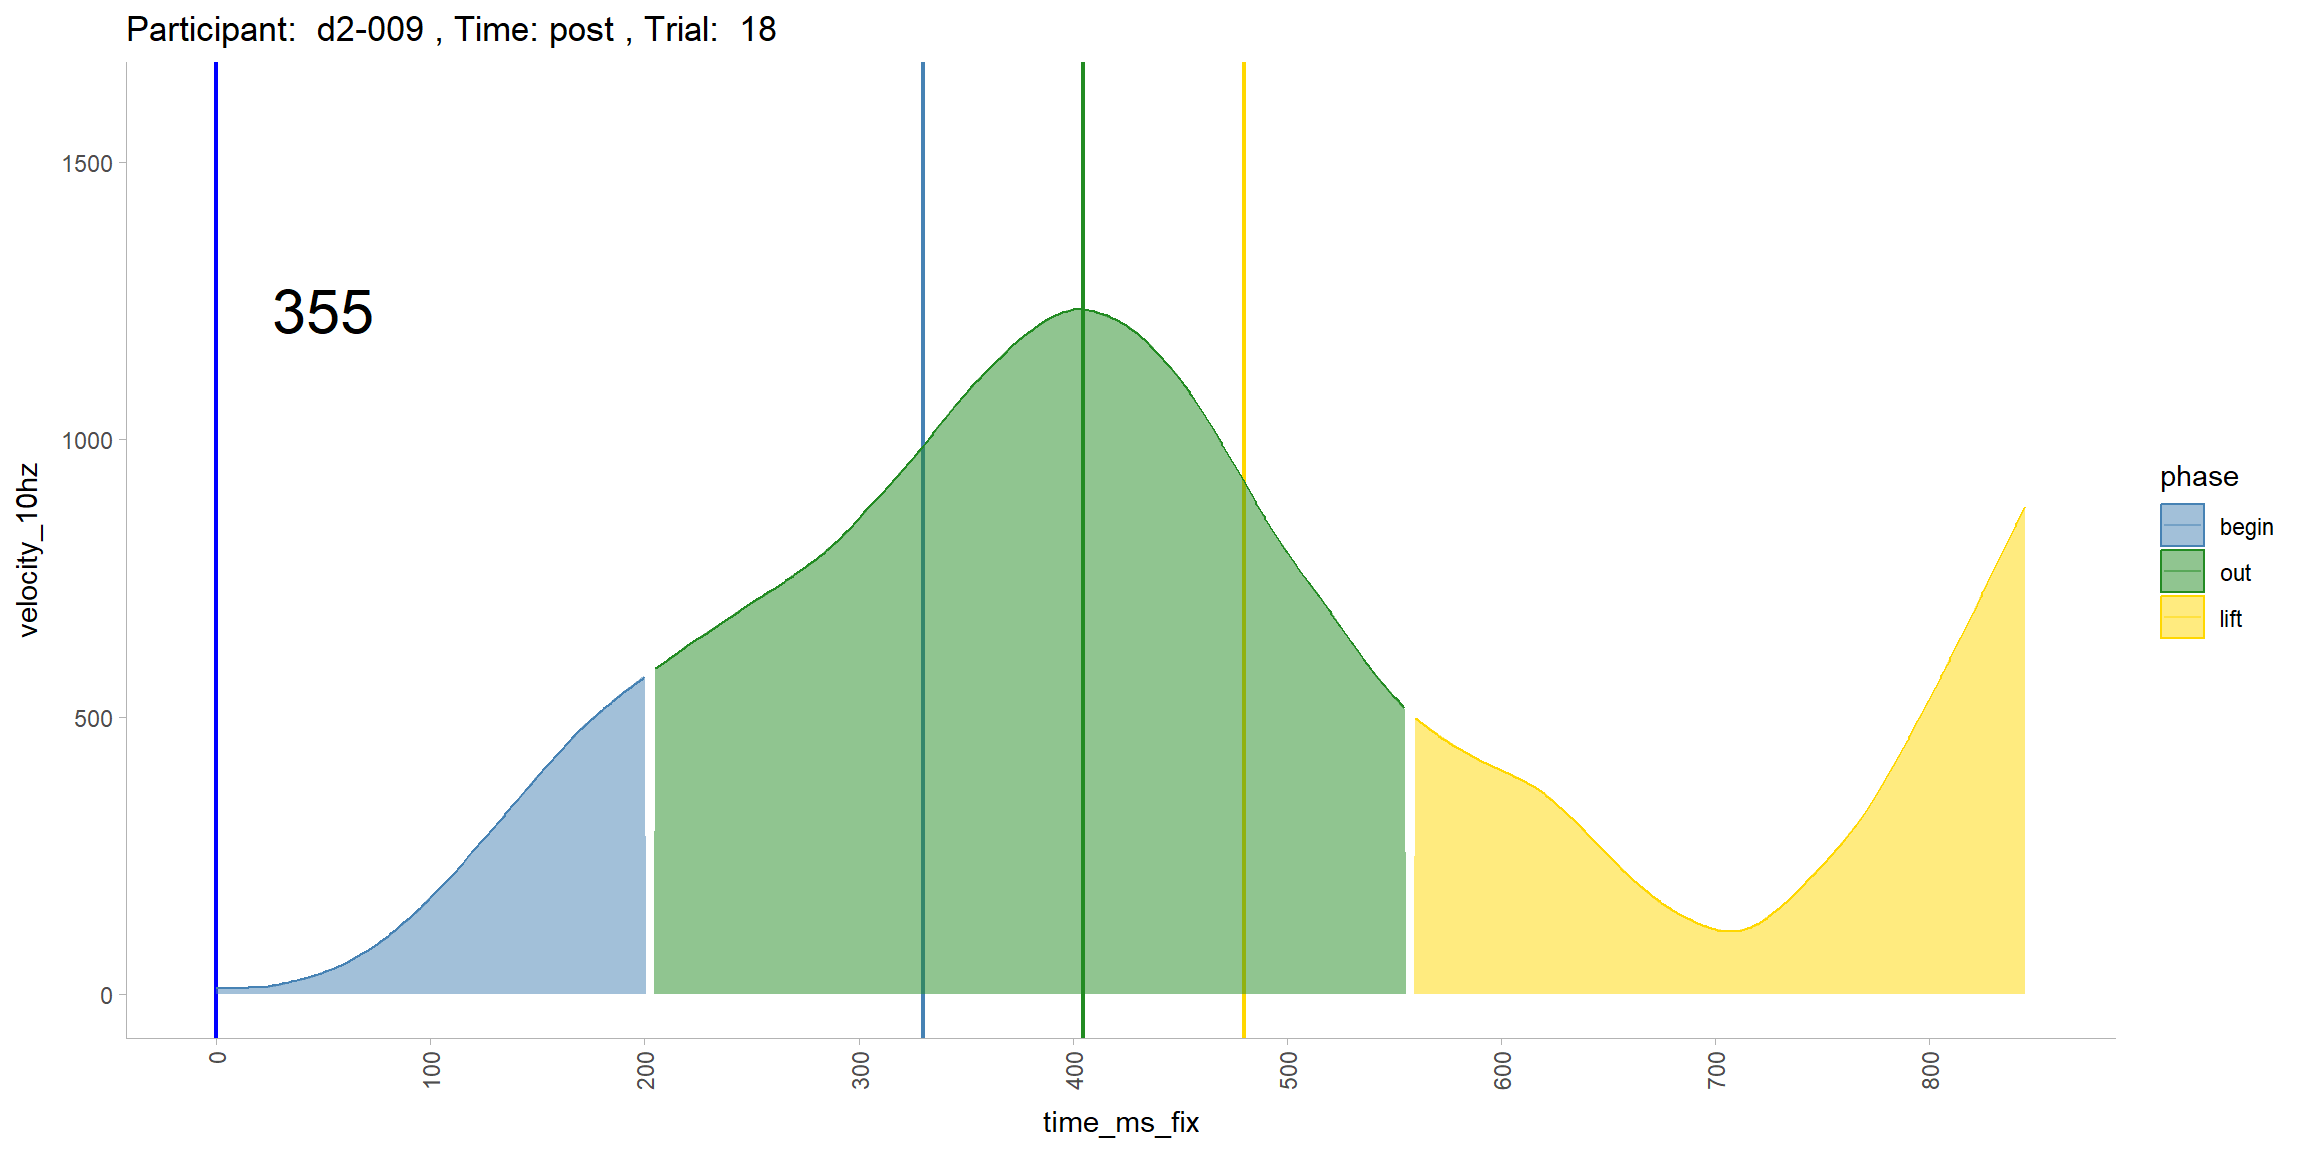 Participant:  d2-009 , Time: post , Trial:  18
1500
1000
500
0
velocity_10hz
355
0
100
200
300
400
500
600
700
800
time_ms_fix
phase
begin
out
lift